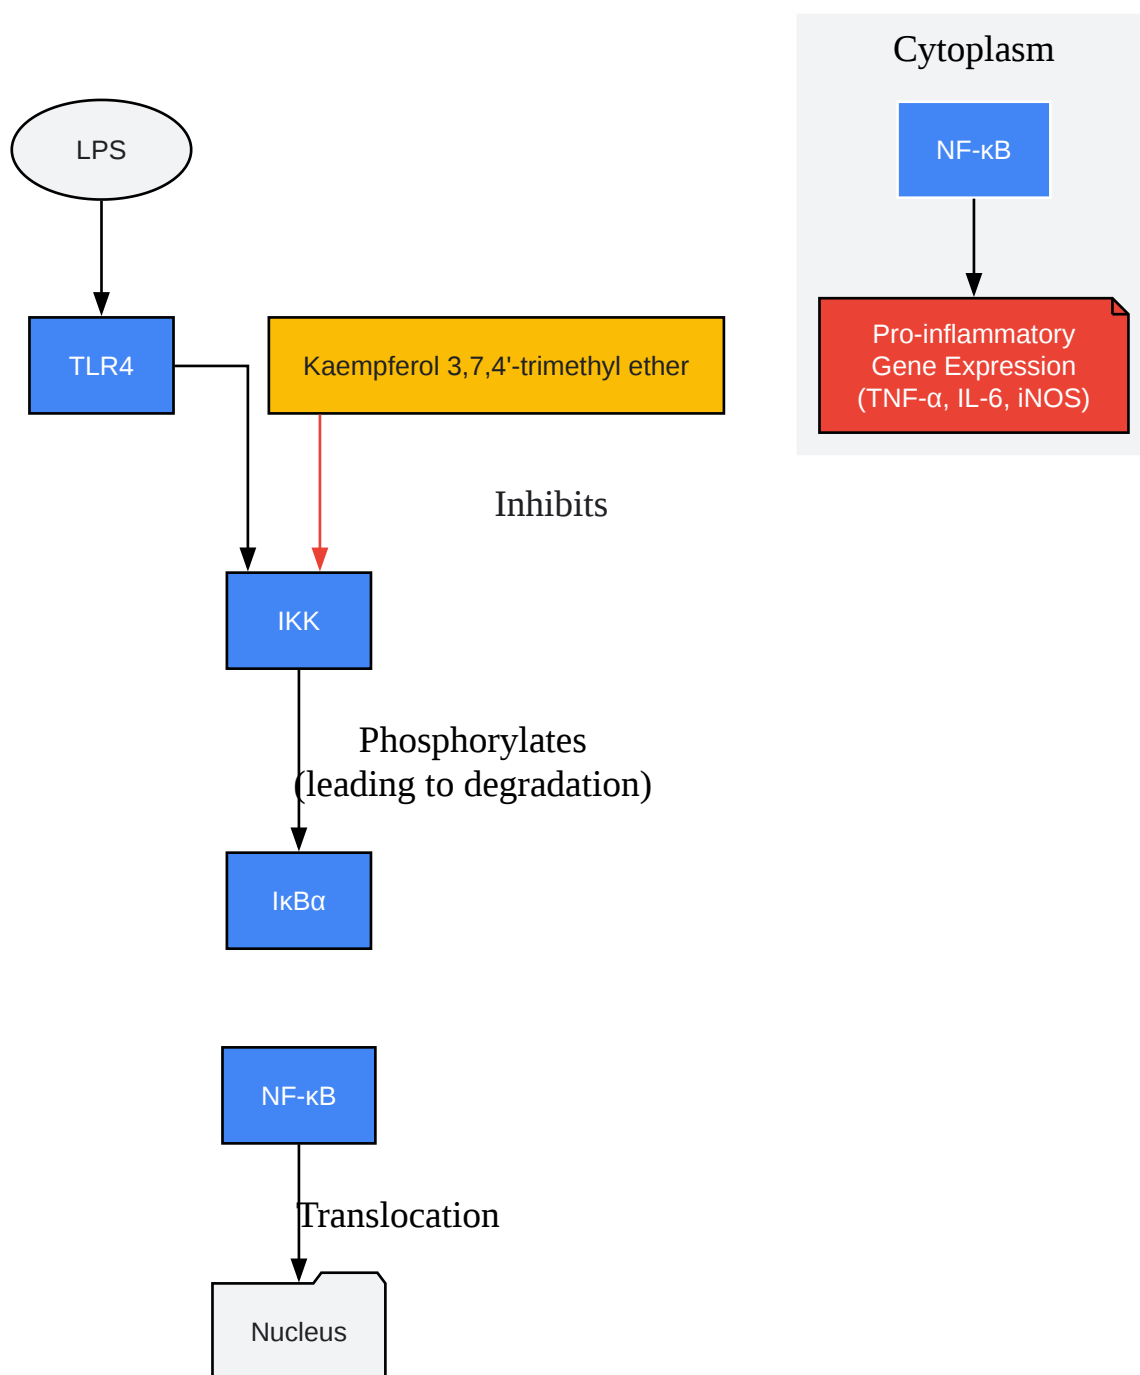 Cytoplasm
LPS
NF-κB
TLR4
Kaempferol 3,7,4'-trimethyl ether
Pro-inflammatory
Gene Expression
(TNF-α, IL-6, iNOS)
Inhibits
IKK
Phosphorylates
(leading to degradation)
IκBα
NF-κB
Translocation
Nucleus